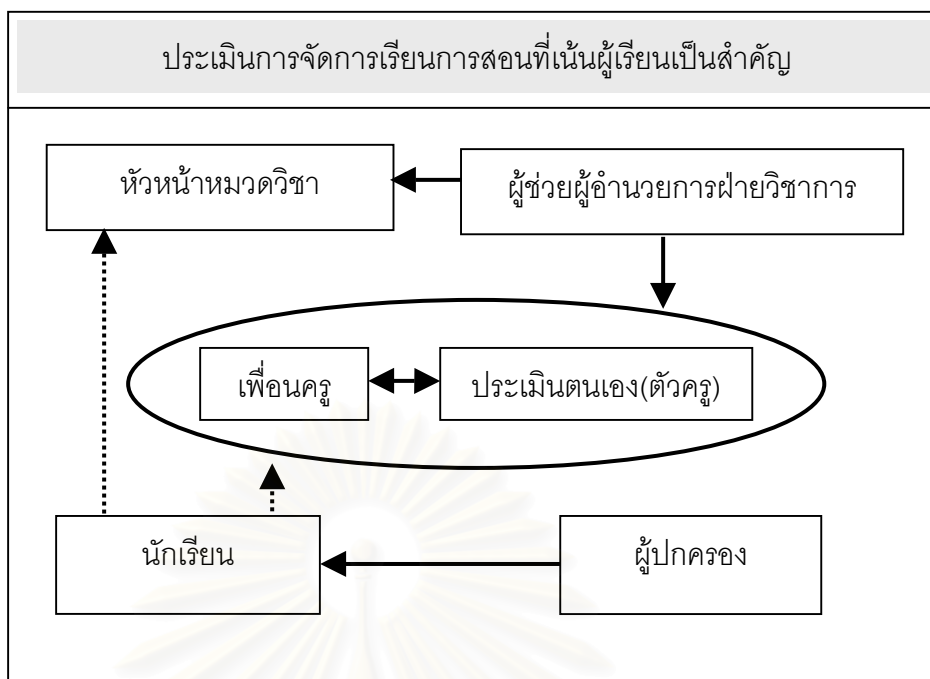 ประเมินการจัดการเรียนการสอนที่เน้นผู้เรียนเป็นสำคัญ
หัวหน้าหมวดวิชา
ผู้ช่วยผู้อำนวยการฝ่ายวิชาการ
เพื่อนครู
ประเมินตนเอง(ตัวครู)
นักเรียน
ผู้ปกครอง